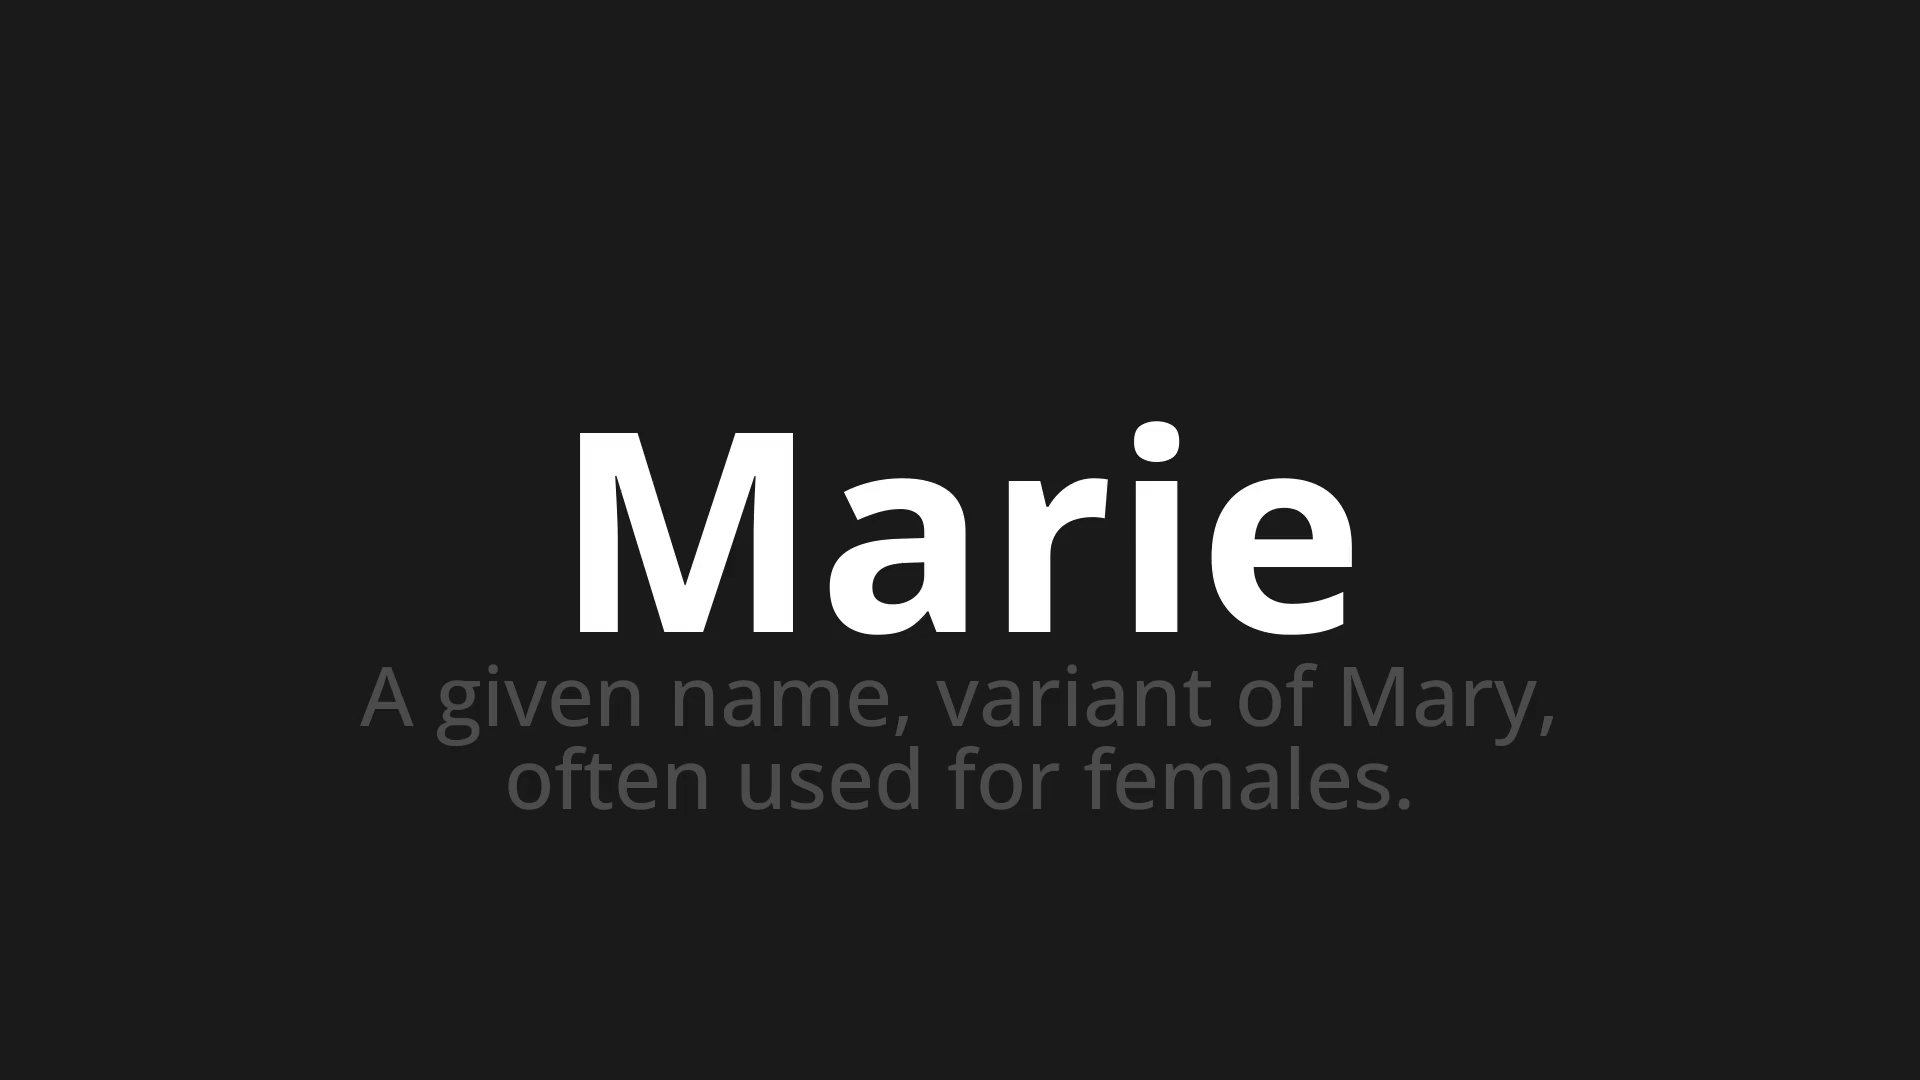 Marie
A given name, variant of Mary,
often used for females.